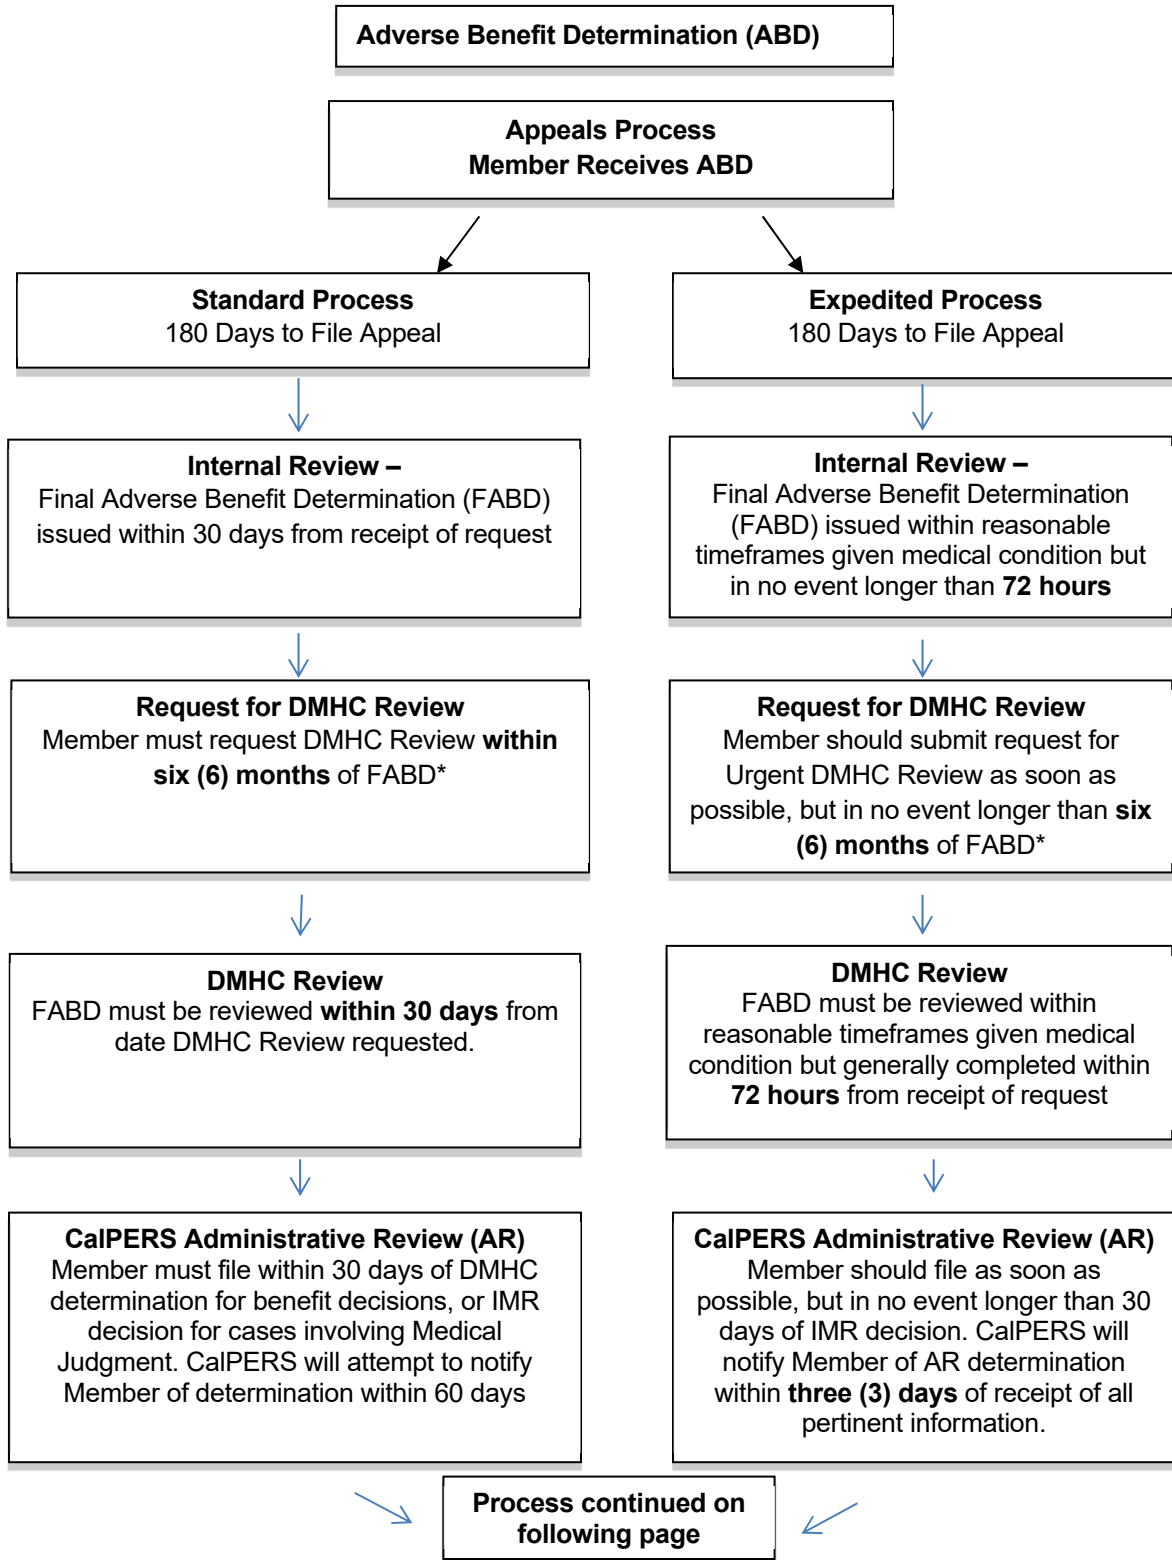 Adverse Benefit Determination (ABD)
Appeals Process
Member Receives ABD
Standard Process
180 Days to File Appeal
Expedited Process
180 Days to File Appeal
Internal Review –
Final Adverse Benefit Determination (FABD)
issued within 30 days from receipt of request
Internal Review –
Final Adverse Benefit Determination
(FABD) issued within reasonable
timeframes given medical condition but
in no event longer than 72 hours
Request for DMHC Review
Member must request DMHC Review within
six (6) months of FABD*
Request for DMHC Review
Member should submit request for
Urgent DMHC Review as soon as
possible, but in no event longer than six
(6) months of FABD*
DMHC Review
FABD must be reviewed within 30 days from
date DMHC Review requested.
DMHC Review
FABD must be reviewed within
reasonable timeframes given medical
condition but generally completed within
72 hours from receipt of request
CalPERS Administrative Review (AR)
Member must file within 30 days of DMHC
determination for benefit decisions, or IMR
decision for cases involving Medical
Judgment. CalPERS will attempt to notify
Member of determination within 60 days
CalPERS Administrative Review (AR)
Member should file as soon as
possible, but in no event longer than 30
days of IMR decision. CalPERS will
notify Member of AR determination
within three (3) days of receipt of all
pertinent information.
Process continued on
following page